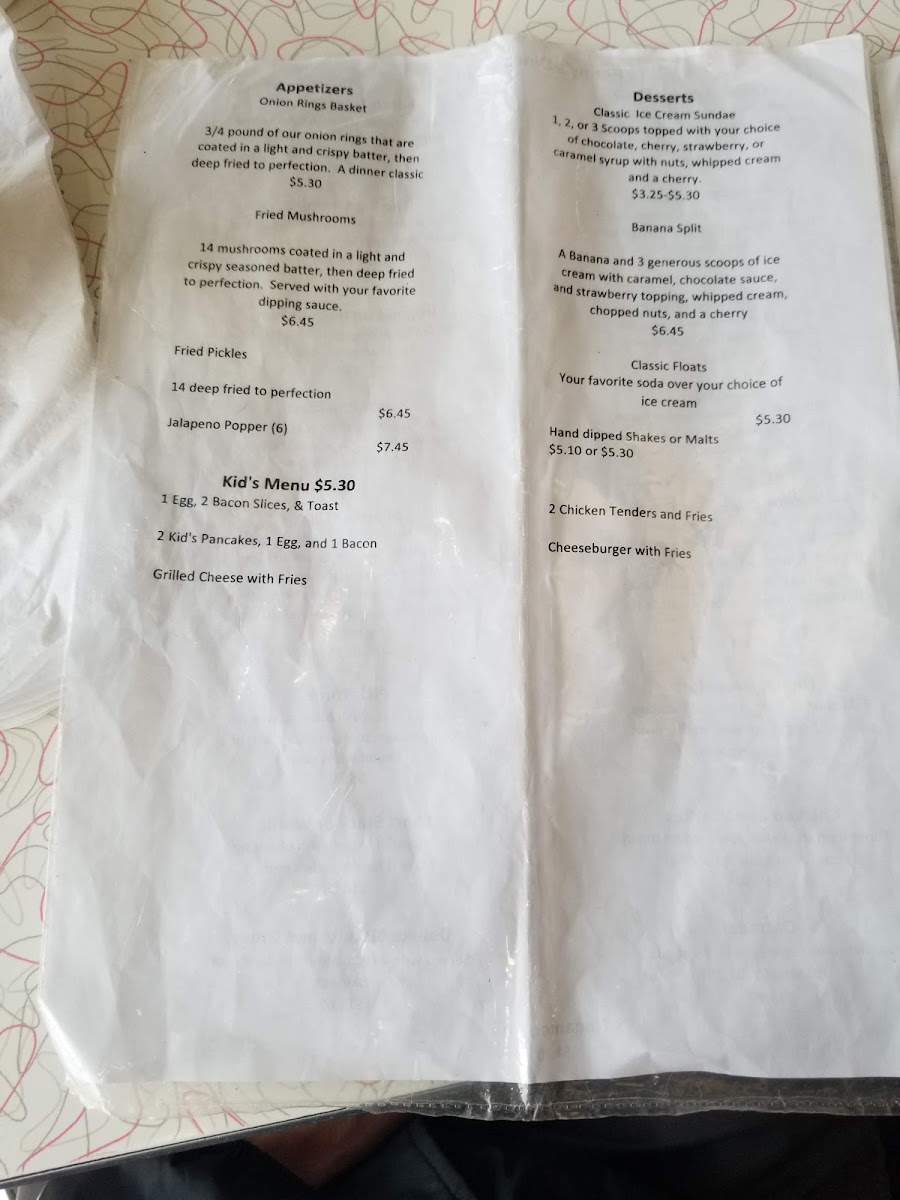 Appetizers
Onion Rings Basket
3/4 pound of our onion rings that are
coated in a light and crispy batter, then
deep fried to perfection. A dinner classic
$5.30
Fried Mushrooms
14 mushrooms coated in a light and
crispy seasoned batter, then deep fried
to perfection. Served with your favorite
dipping sauce.
$6.45
Fried Pickles
14 deep fried to perfection
$6.45
Jalapeno Popper (6)
$7.45
Kid's Menu $5.30
1 Egg, 2 Bacon Slices, & Toast
2 Kid's Pancakes, 1 Egg, and 1 Bacon
Grilled Cheese with Fries
Desserts
Classic Ice Cream Sundae
1, 2, or 3 Scoops topped with your choice
of chocolate, cherry, strawberry, or
caramel syrup with nuts, whipped cream
and a cherry.
$3.25-$5.30
Banana Split
A Banana and 3 generous scoops of ice
cream with caramel, chocolate sauce,
and strawberry topping, whipped cream,
chopped nuts, and a cherry
$6.45
Classic Floats
Your favorite soda over your choice of
ice cream
$5.30
Hand dipped Shakes or Malts
$5.10 or $5.30
2 Chicken Tenders and Fries
Cheeseburger with Fries